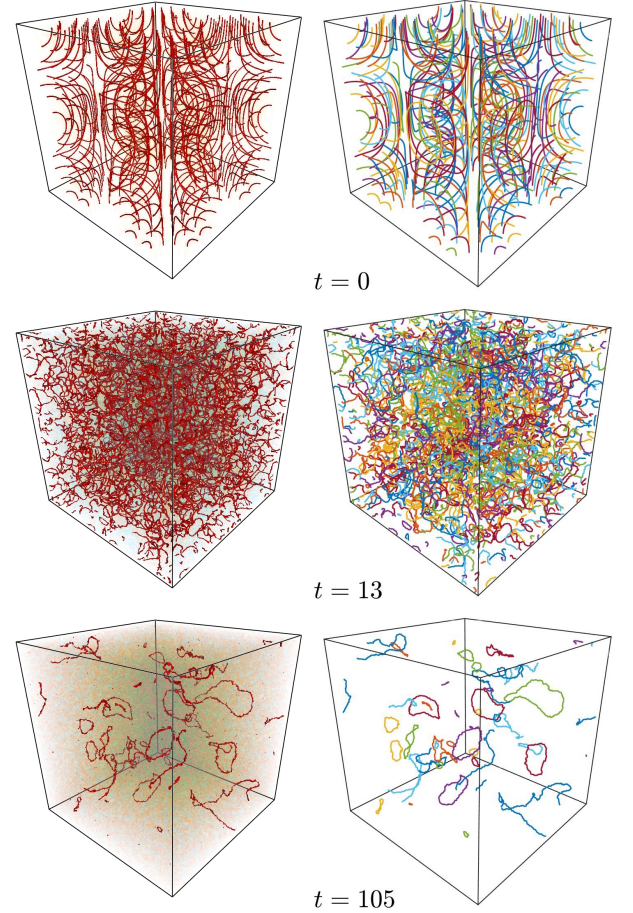 t = 0
t = 13
t = 105